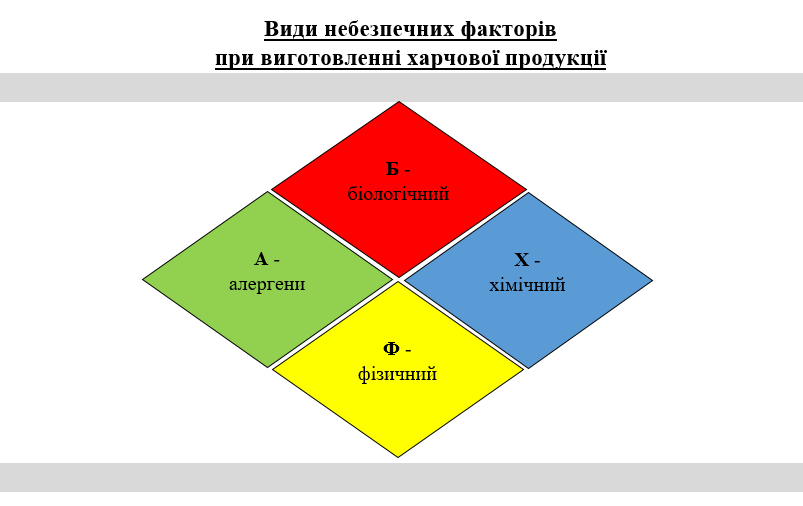 Види небезпечних факторів
при виготовленні харчової продукції
Б -
біологічний
А -
алергени
Х -
хімічний
Ф -
фізичний